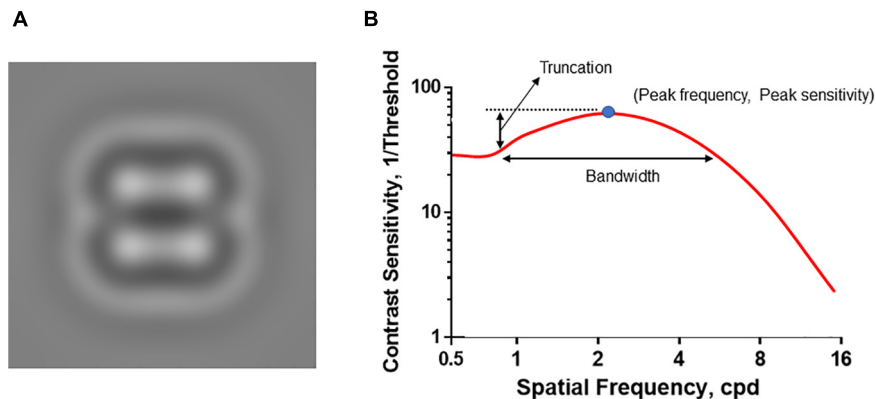 A
B
Contrast Sensitivity, 1/Threshold
Truncation
(Peak frequency, Peak sensitivity)
Bandwidth
100
10
1
0.5 1 2 4 8 16
Spatial Frequency, cpd